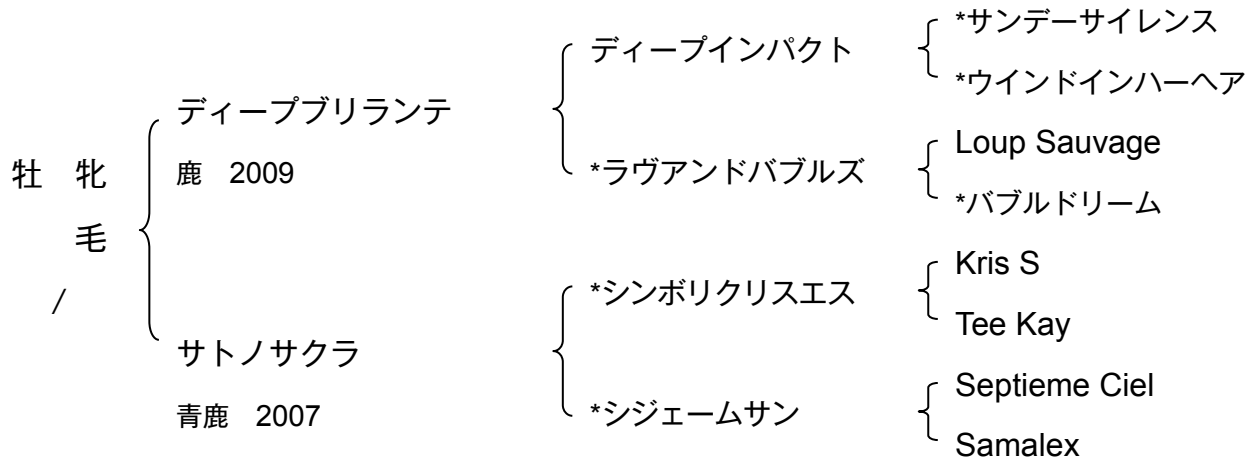 牡 牝
毛
/
ディープブリランテ
鹿 2009
サトノサクラ
青鹿 2007
ディープインパクト
*ラヴアンドバブルズ
*シンボリクリスエス
*シジェームサン
*サンデーサイレンス
*ウインドインハーヘア
Loup Sauvage
*バブルドリーム
Kris S
Tee Kay
Septieme Ciel
Samalex